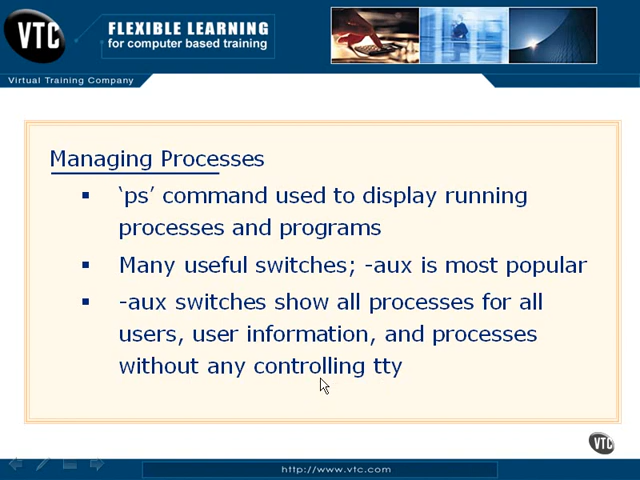 VTC
FLEXIBLE LEARNING
for computer based training
Virtual Training Company
Managing Processes
‘ps’ command used to display running
processes and programs
Many useful switches; -aux is most popular
-aux switches show all processes for all
users, user information, and processes
without any controlling tty
VTC
http://www.vtc.com